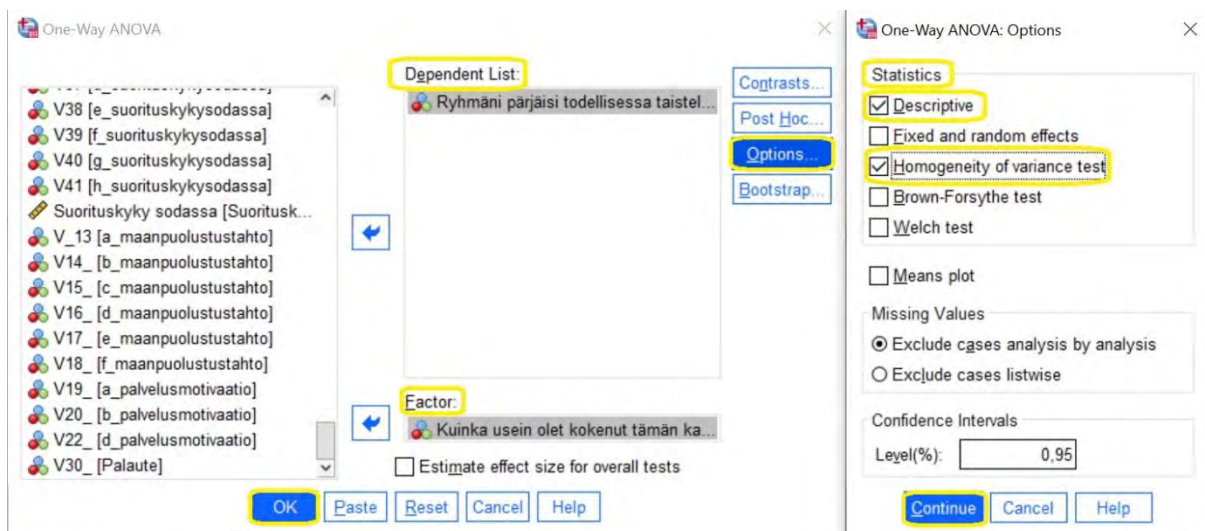 One-Way ANOVA
Dependent List:
V38 [e_suorituskykysodassa]
V39 [f_suorituskykysodassa]
V40 [g_suorituskykysodassa]
V41 [h_suorituskykysodassa]
Suorituskyky sodassa [Suoritusk...
V_13 [a_maanpuolustustahto]
V14_ [b_maanpuolustustahto]
V15_ [c_maanpuolustustahto]
V16_ [d_maanpuolustustahto]
V17_ [e_maanpuolustustahto]
V18_ [f_maanpuolustustahto]
V19_ [a_palvelusmotivaatio]
V20_ [b_palvelusmotivaatio]
V22_ [d_palvelusmotivaatio]
V30_ [Palaute]
Ryhmäni pärjäisi todellisessa taistel...
Factor:
Kuinka usein olet kokenut tämän ka...
Estimate effect size for overall tests
Contrasts...
Post Hoc...
Options...
Bootstrap...
OK Paste Reset Cancel Help
One-Way ANOVA: Options
Statistics
Descriptive
Fixed and random effects
Homogeneity of variance test
Brown-Forsythe test
Welch test
Means plot
Missing Values
Exclude cases analysis by analysis
Exclude cases listwise
Confidence Intervals
Level(%): 0,95
Continue Cancel Help